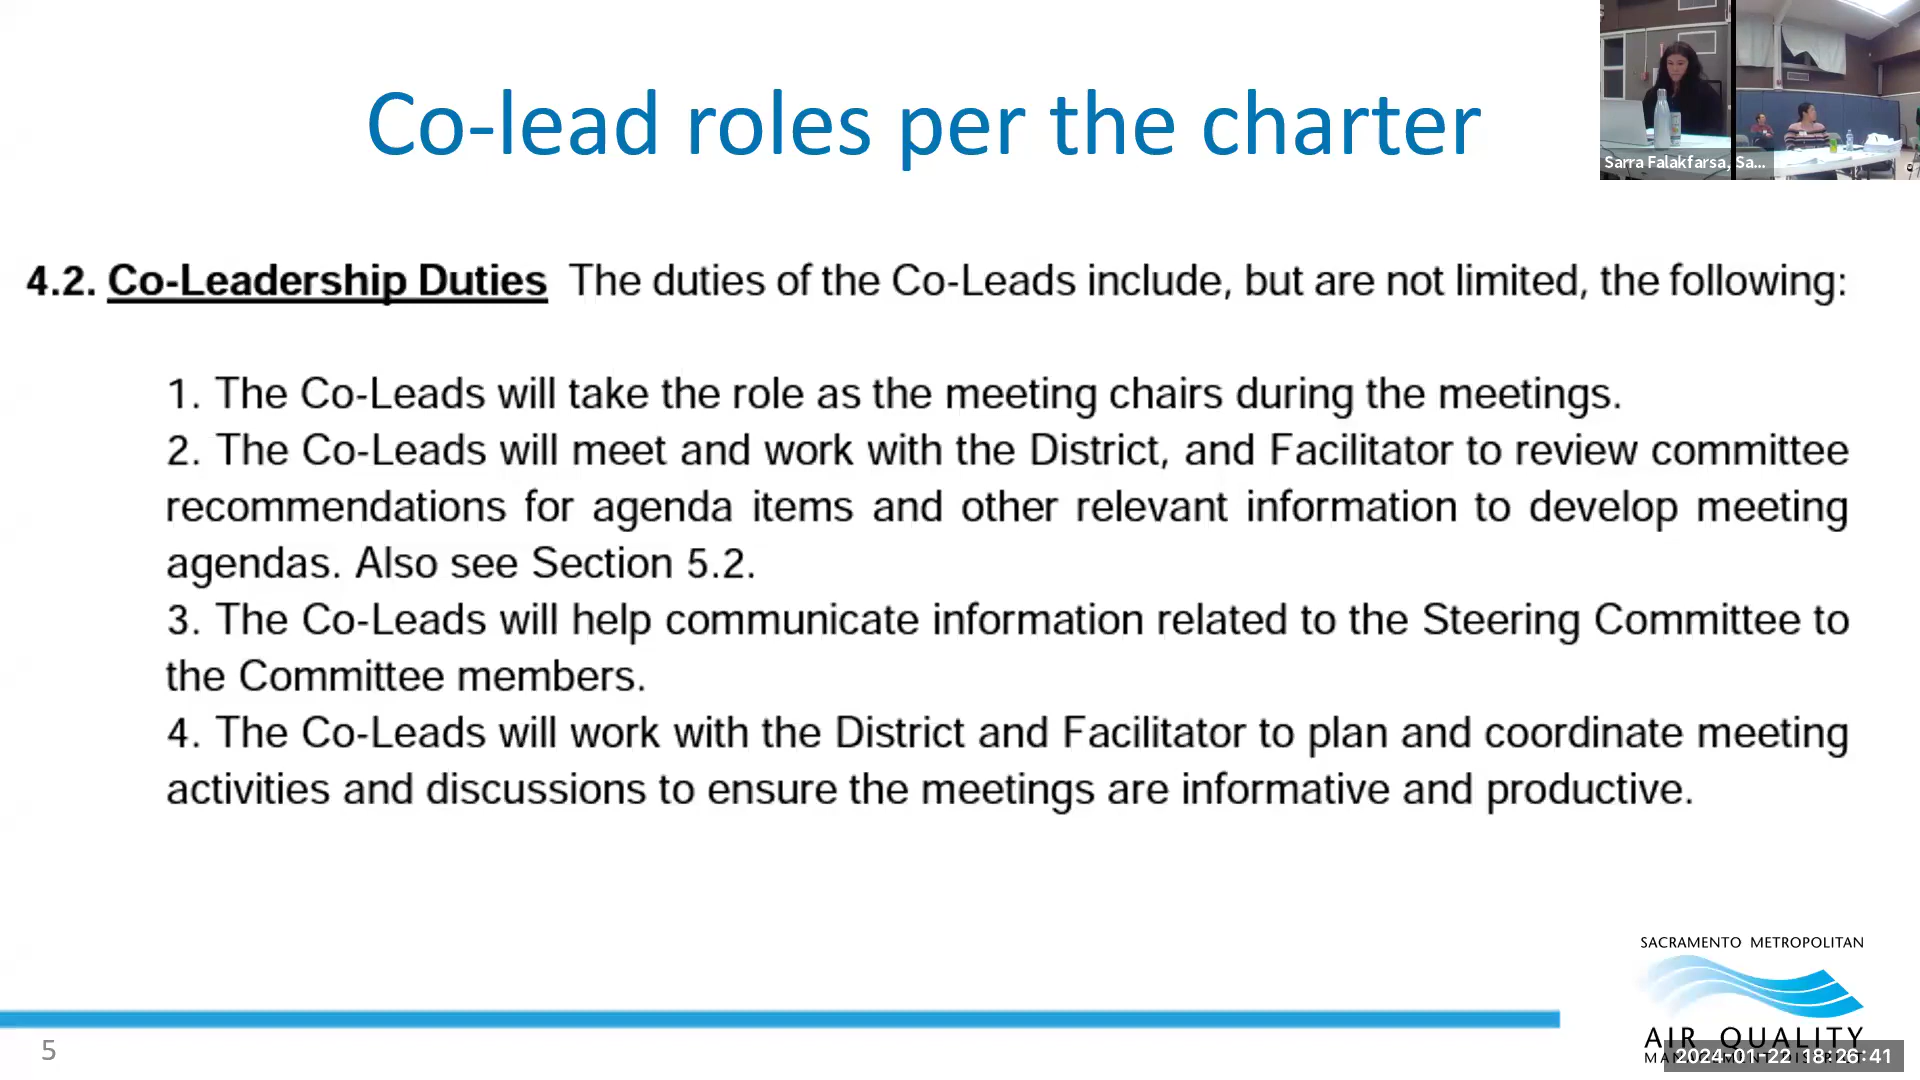 Co-lead roles per the charter
Sarra Falakfarsa, Sa...
4.2. Co-Leadership Duties The duties of the Co-Leads include, but are not limited, the following:
1. The Co-Leads will take the role as the meeting chairs during the meetings.
2. The Co-Leads will meet and work with the District, and Facilitator to review committee
recommendations for agenda items and other relevant information to develop meeting
agendas. Also see Section 5.2.
3. The Co-Leads will help communicate information related to the Steering Committee to
the Committee members.
4. The Co-Leads will work with the District and Facilitator to plan and coordinate meeting
activities and discussions to ensure the meetings are informative and productive.
SACRAMENTO METROPOLITAN
AIR QUALITY
2024-01-22 18:26:41
5